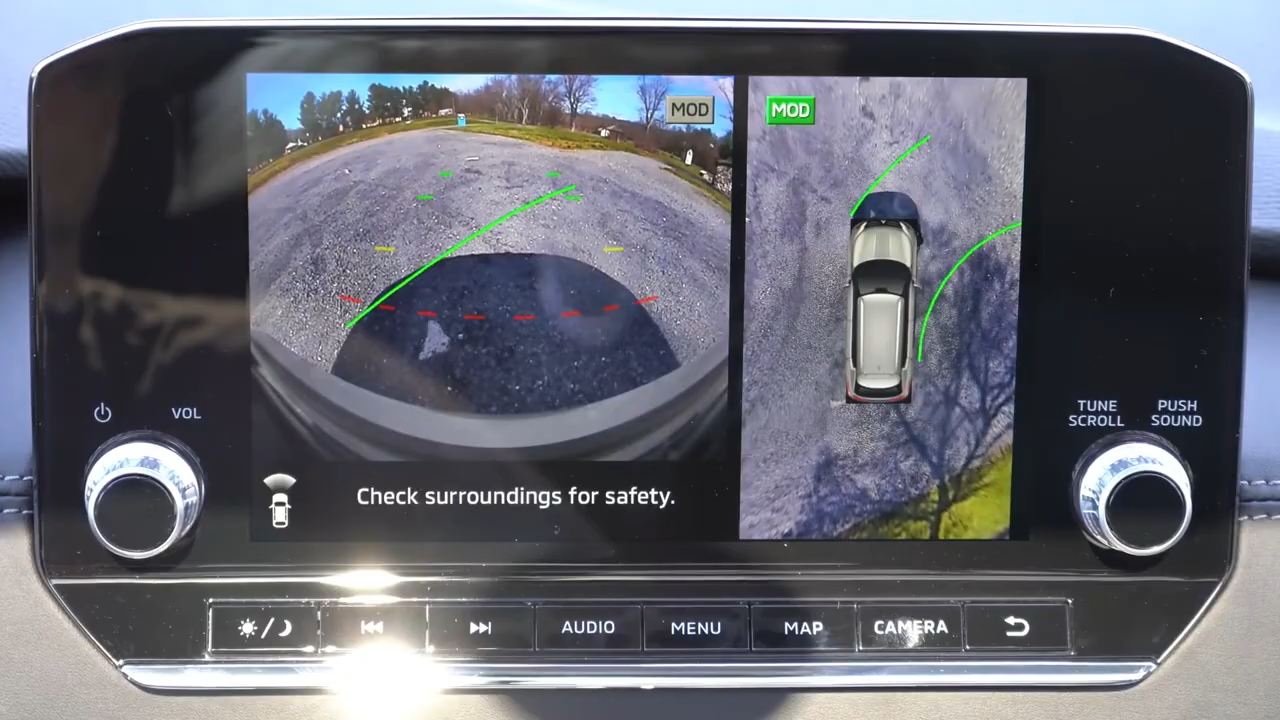 MOD
MOD
Check surroundings for safety.
VOL
TUNE
SCROLL
PUSH
SOUND
AUDIO
MENU
MAP
CAMERA